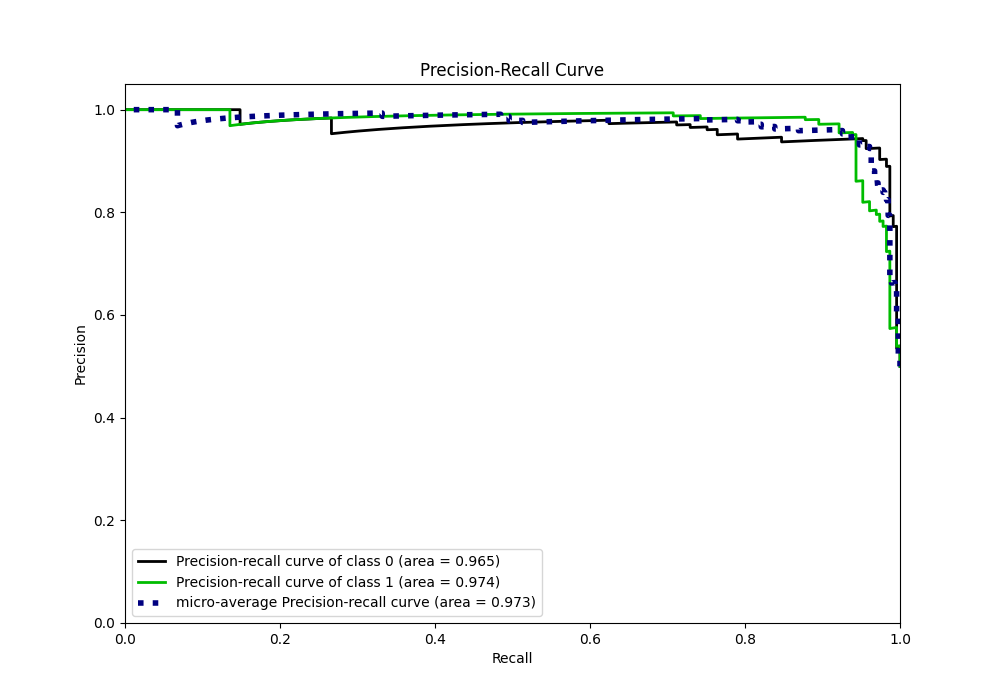 Precision-Recall Curve
1.0
0.8
0.6
0.4
0.2
0.0
Precision
Precision-recall curve of class 0 (area = 0.965)
Precision-recall curve of class 1 (area = 0.974)
micro-average Precision-recall curve (area = 0.973)
0.0 0.2 0.4 0.6 0.8 1.0
Recall